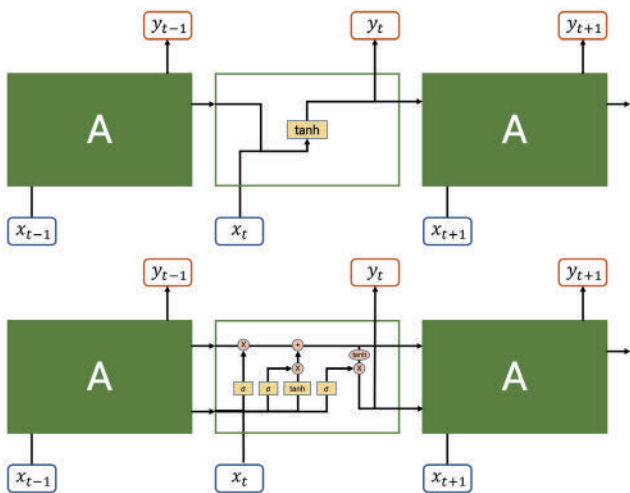 y_{t-1} y_t y_{t+1}
A A
tanh
x_{t-1} x_t x_{t+1}
y_{t-1} y_t y_{t+1}
X +
tanh
A X X A
σ σ tanh σ
x_{t-1} x_t x_{t+1}